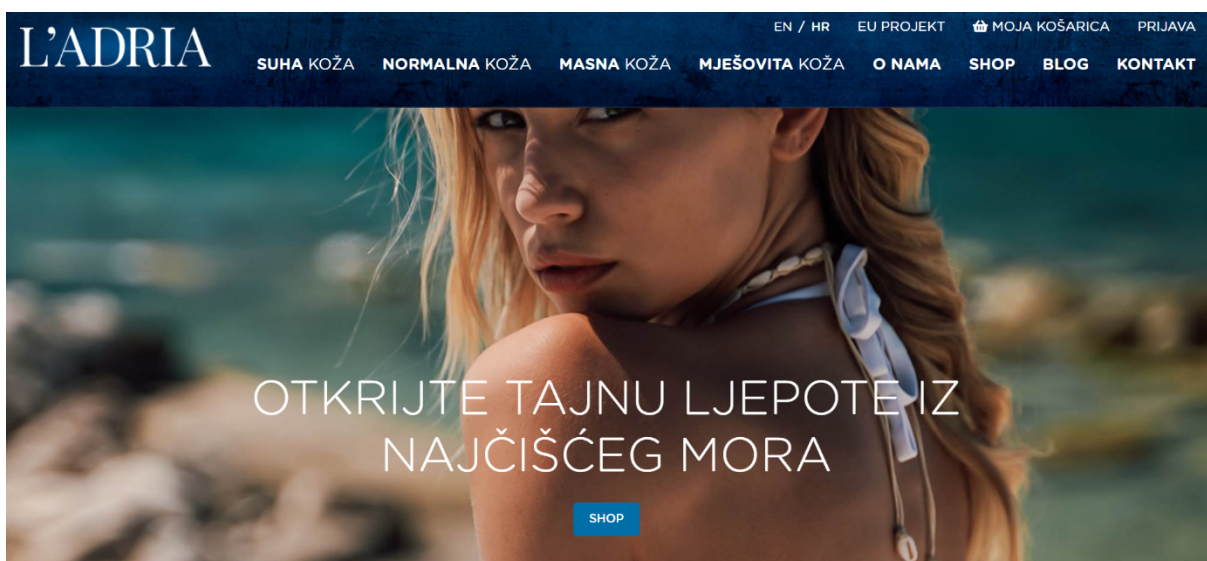 L'ADRIA
EN / HR EU PROJEKT MOJA KOŠARICA PRIJAVA
SUHA KOŽA NORMALNA KOŽA MASNA KOŽA MJEŠOVITA KOŽA O NAMA SHOP BLOG KONTAKT
OTKRIJTE TAJNU LJEPOTE IZ
NAJČIŠĆEG MORA
SHOP